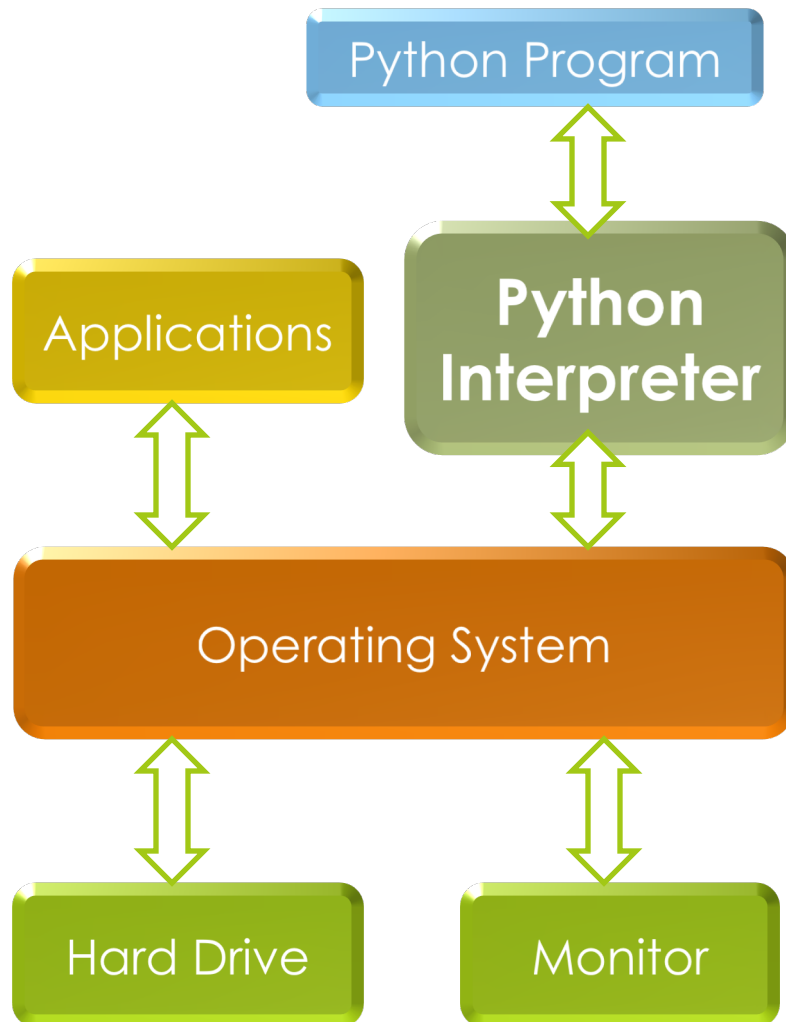 Python Program
Applications
Python
Interpreter
Operating System
Hard Drive
Monitor